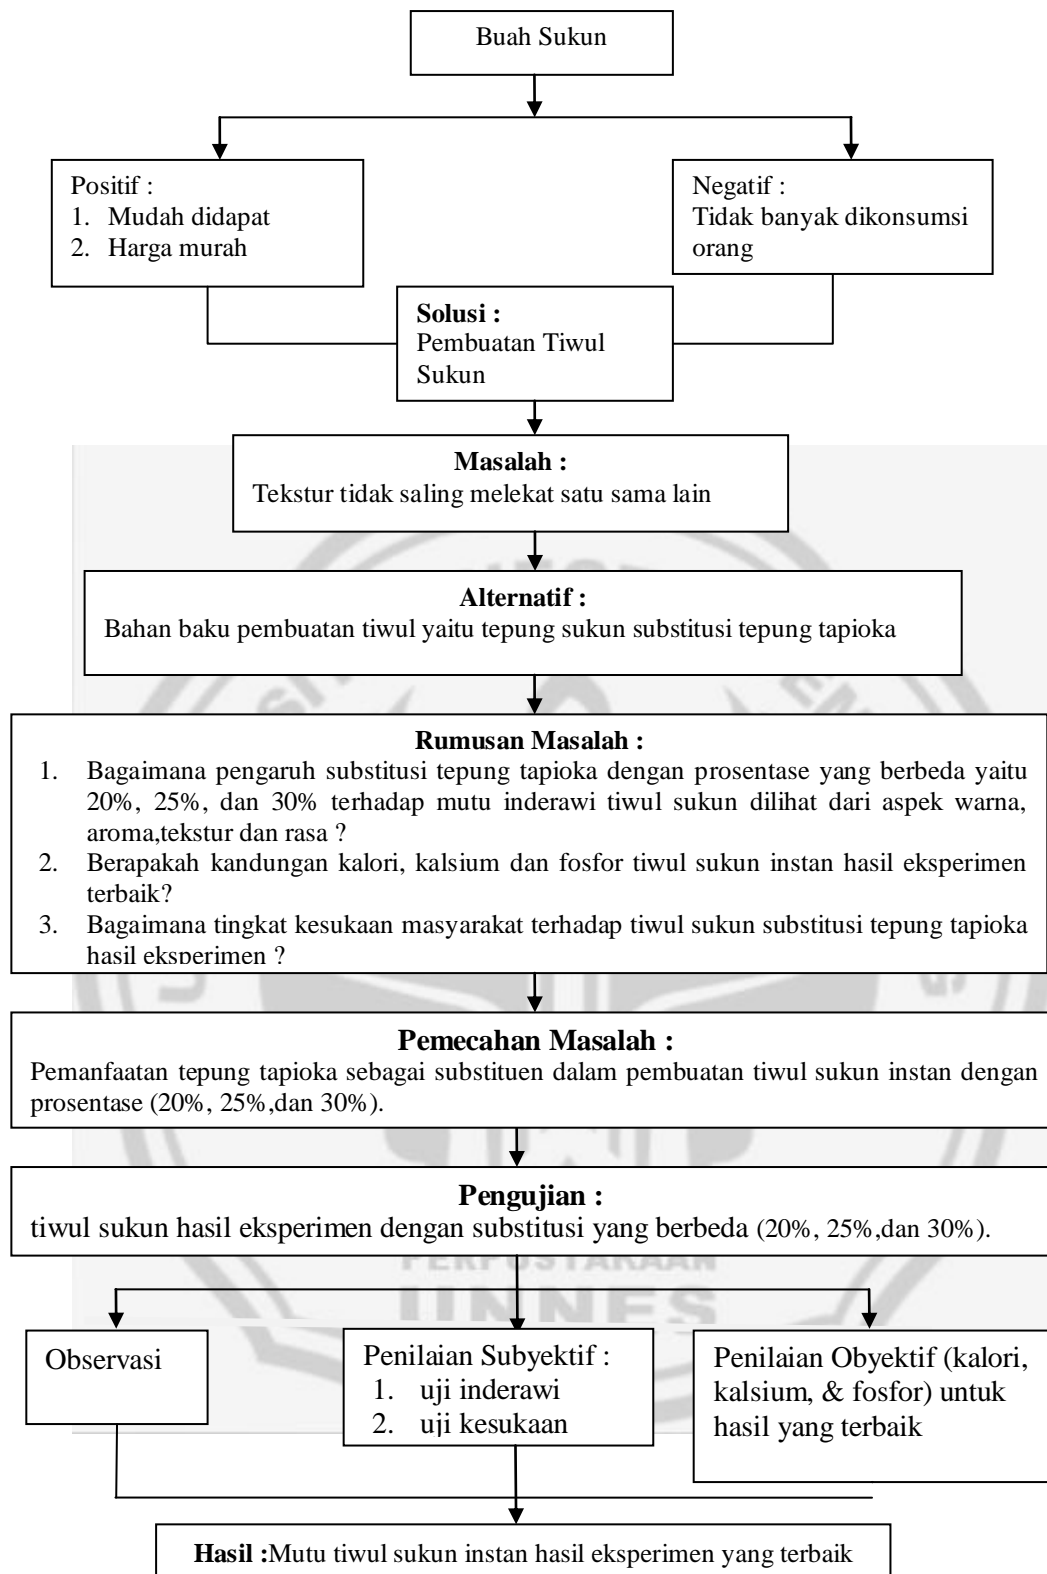 Buah Sukun
Positif :
1. Mudah didapat
2. Harga murah
Negatif :
Tidak banyak dikonsumsi
orang
Solusi :
Pembuatan Tiwul
Sukun
Masalah :
Tekstur tidak saling melekat satu sama lain
Alternatif :
Bahan baku pembuatan tiwul yaitu tepung sukun substitusi tepung tapioka
Rumusan Masalah :
1. Bagaimana pengaruh substitusi tepung tapioka dengan prosentase yang berbeda yaitu
20%, 25%, dan 30% terhadap mutu inderawi tiwul sukun dilihat dari aspek warna,
aroma,tekstur dan rasa ?
2. Berapakah kandungan kalori, kalsium dan fosfor tiwul sukun instan hasil eksperimen
terbaik?
3. Bagaimana tingkat kesukaan masyarakat terhadap tiwul sukun substitusi tepung tapioka
hasil eksperimen ?
Pemecahan Masalah :
Pemanfaatan tepung tapioka sebagai substituen dalam pembuatan tiwul sukun instan dengan
prosentase (20%, 25%,dan 30%).
Pengujian :
tiwul sukun hasil eksperimen dengan substitusi yang berbeda (20%, 25%,dan 30%).
PERPUSTAKAAN
UNNES
Observasi
Penilaian Subyektif :
1. uji inderawi
2. uji kesukaan
Penilaian Obyektif (kalori,
kalsium, & fosfor) untuk
hasil yang terbaik
Hasil :Mutu tiwul sukun instan hasil eksperimen yang terbaik